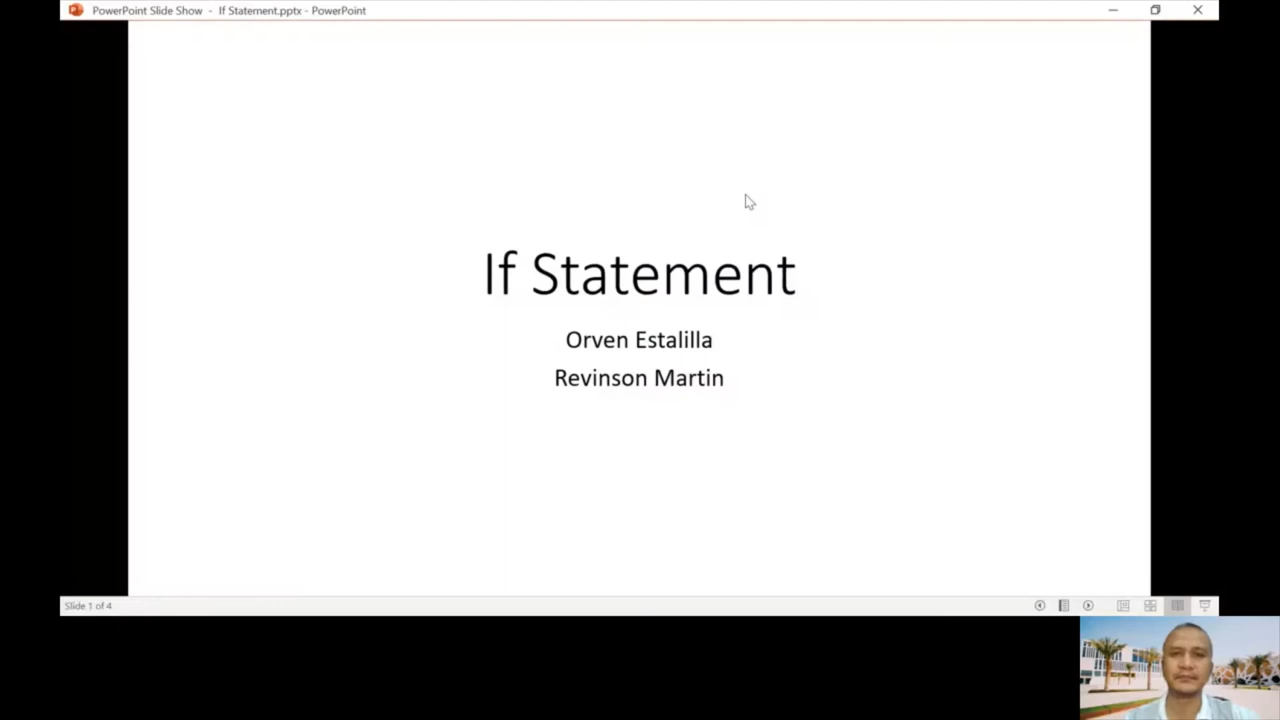 PowerPoint Slide Show - If Statement.pptx - PowerPoint
If Statement
Orven Estalilla
Revinson Martin
Slide 1 of 4